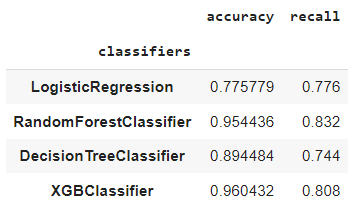 accuracy recall
classifiers
LogisticRegression 0.775779 0.776
RandomForestClassifier 0.954436 0.832
DecisionTreeClassifier 0.894484 0.744
XGBClassifier 0.960432 0.808